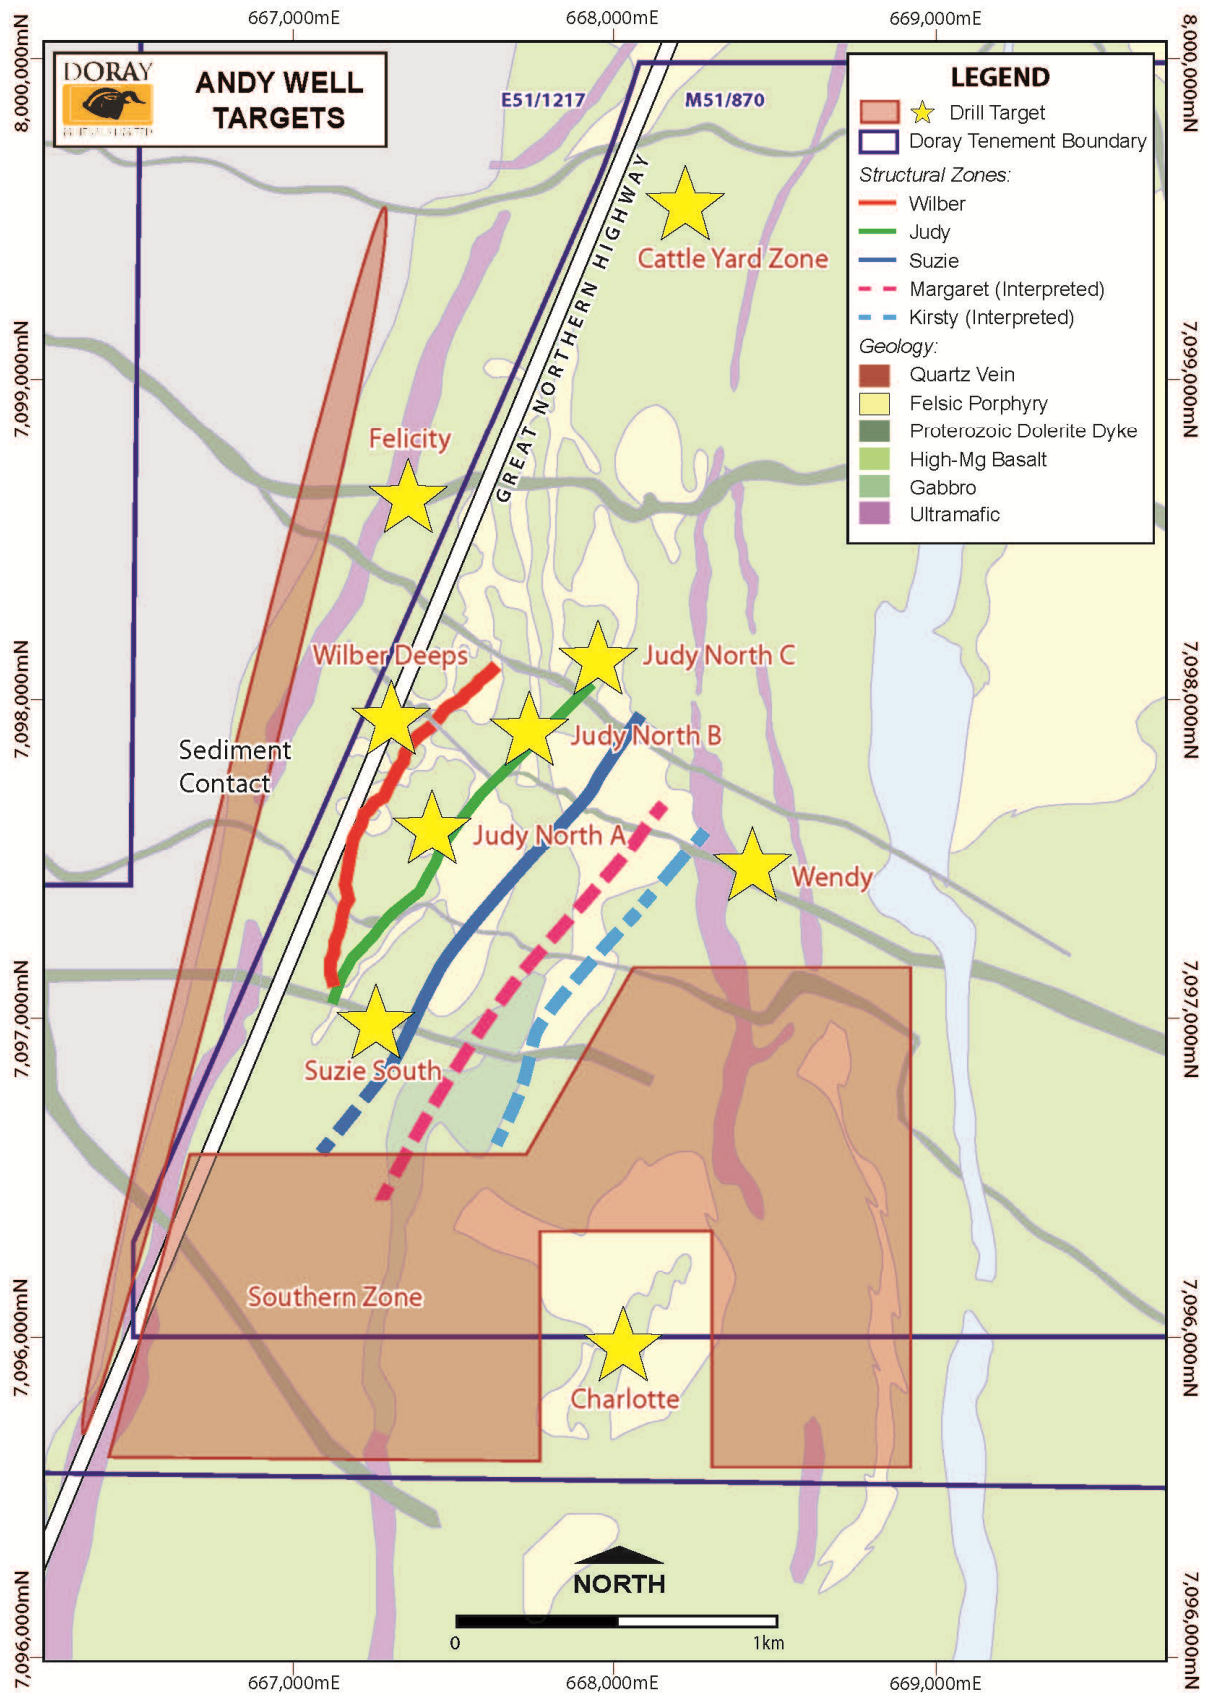 667,000mE
668,000mE
669,000mE
8,000,000mN
8,000,000mN
DORAY
ANDY WELL
TARGETS
E51/1217
M51/870
LEGEND
Drill Target
Doray Tenement Boundary
Structural Zones:
Wilber
Judy
Suzie
Margaret (Interpreted)
Kirsty (Interpreted)
Geology:
Quartz Vein
Felsic Porphyry
Proterozoic Dolerite Dyke
High-Mg Basalt
Gabbro
Ultramafic
GREAT NORTHERN HIGHWAY
Cattle Yard Zone
7,099,000mN
7,099,000mN
Felicity
Wilber Deeps
Judy North C
7,098,000mN
7,098,000mN
Judy North B
Sediment
Contact
Judy North A
Wendy
7,097,000mN
7,097,000mN
Suzie South
Southern Zone
7,096,000mN
7,096,000mN
Charlotte
NORTH
0
1km
7,096,000mN
7,096,000mN
667,000mE
668,000mE
669,000mE